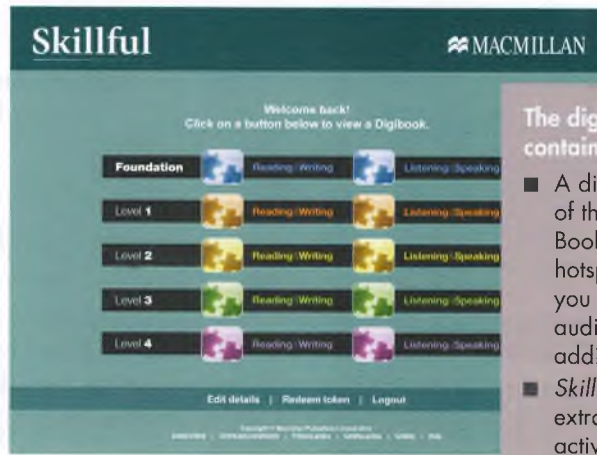 Skillful
MACMILLAN
Welcome back!
Click on a button below to view a Digibook.
Foundation Reading&Writing Listening&Speaking
Level 1 Reading&Writing Listening&Speaking
Level 2 Reading&Writing Listening&Speaking
Level 3 Reading&Writing Listening&Speaking
Level 4 Reading&Writing Listening&Speaking
Edit details | Redeem token | Logout
The dig
contain
■ A di
of th
Book
hotsp
you
audi
addi
■ Skill
extra
activ